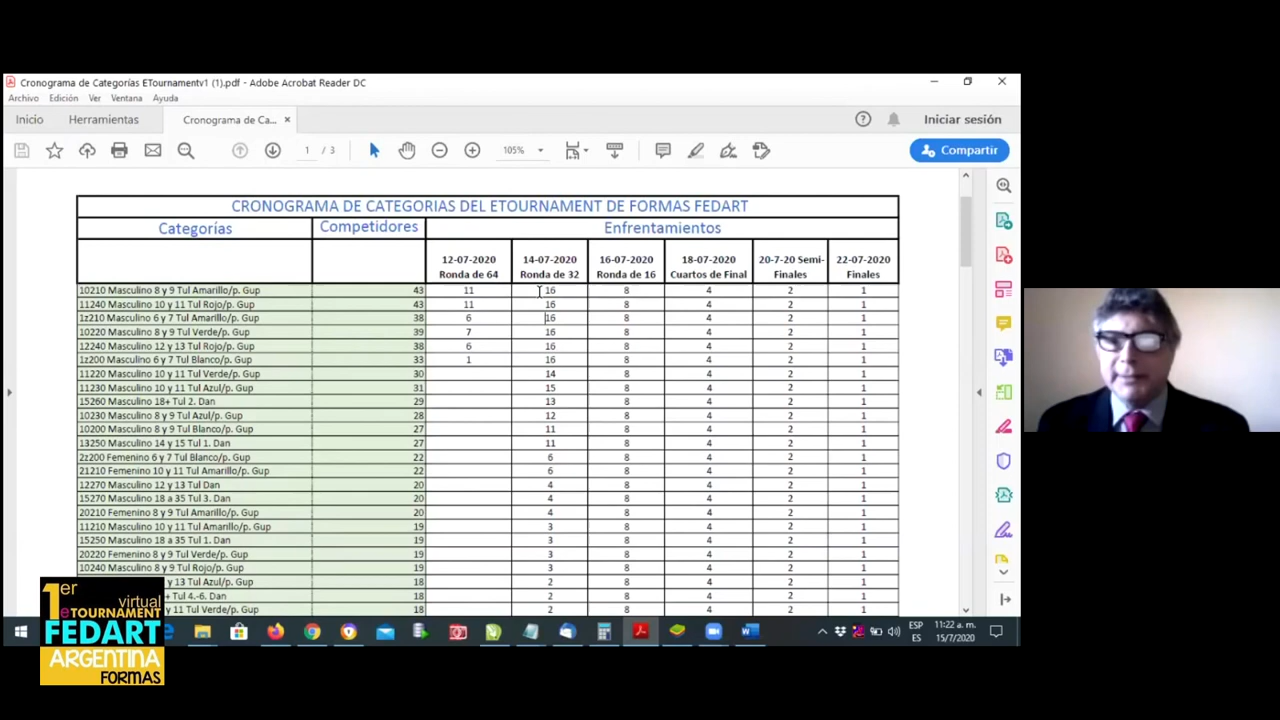 Cronograma de Categorías ETournamentv1 (1).pdf - Adobe Acrobat Reader DC
Archivo Edición Ver Ventana Ayuda
Inicio Herramientas Cronograma de Ca... × Iniciar sesión
1 / 3 105% Compartir
CRONOGRAMA DE CATEGORIAS DEL ETOURNAMENT DE FORMAS FEDART
Categorías Competidores Enfrentamientos
12-07-2020 14-07-2020 16-07-2020 18-07-2020 20-7-20 Semi- 22-07-2020
Ronda de 64 Ronda de 32 Ronda de 16 Cuartos de Final Finales Finales
10210 Masculino 8 y 9 Tul Amarillo/p. Gup 43 11 16 8 4 2 1
11240 Masculino 10 y 11 Tul Rojo/p. Gup 43 11 16 8 4 2 1
1z210 Masculino 6 y 7 Tul Amarillo/p. Gup 38 6 16 8 4 2 1
10220 Masculino 8 y 9 Tul Verde/p. Gup 39 7 16 8 4 2 1
12240 Masculino 12 y 13 Tul Rojo/p. Gup 38 6 16 8 4 2 1
1z200 Masculino 6 y 7 Tul Blanco/p. Gup 33 1 16 8 4 2 1
11220 Masculino 10 y 11 Tul Verde/p. Gup 30 14 8 4 2 1
11230 Masculino 10 y 11 Tul Azul/p. Gup 31 15 8 4 2 1
15260 Masculino 18+ Tul 2. Dan 29 13 8 4 2 1
10230 Masculino 8 y 9 Tul Azul/p. Gup 28 12 8 4 2 1
10200 Masculino 8 y 9 Tul Blanco/p. Gup 27 11 8 4 2 1
13250 Masculino 14 y 15 Tul 1. Dan 27 11 8 4 2 1
2z200 Femenino 6 y 7 Tul Blanco/p. Gup 22 6 8 4 2 1
21210 Femenino 10 y 11 Tul Amarillo/p. Gup 22 6 8 4 2 1
12270 Masculino 12 y 13 Tul Dan 20 4 8 4 2 1
15270 Masculino 18 a 35 Tul 3. Dan 20 4 8 4 2 1
20210 Femenino 8 y 9 Tul Amarillo/p. Gup 20 4 8 4 2 1
11210 Masculino 10 y 11 Tul Amarillo/p. Gup 19 3 8 4 2 1
15250 Masculino 18 a 35 Tul 1. Dan 19 3 8 4 2 1
20220 Femenino 8 y 9 Tul Verde/p. Gup 19 3 8 4 2 1
10240 Masculino 8 y 9 Tul Rojo/p. Gup 19 3 8 4 2 1
y 13 Tul Azul/p. Gup 18 2 8 4 2 1
+ Tul 4.-6. Dan 18 2 8 4 2 1
y 11 Tul Verde/p. Gup 18 2 8 4 2 1
1er
virtual
eTOURNAMENT
FEDART
ARGENTINA
FORMAS
ESP
ES
11:22 a. m.
15/7/2020